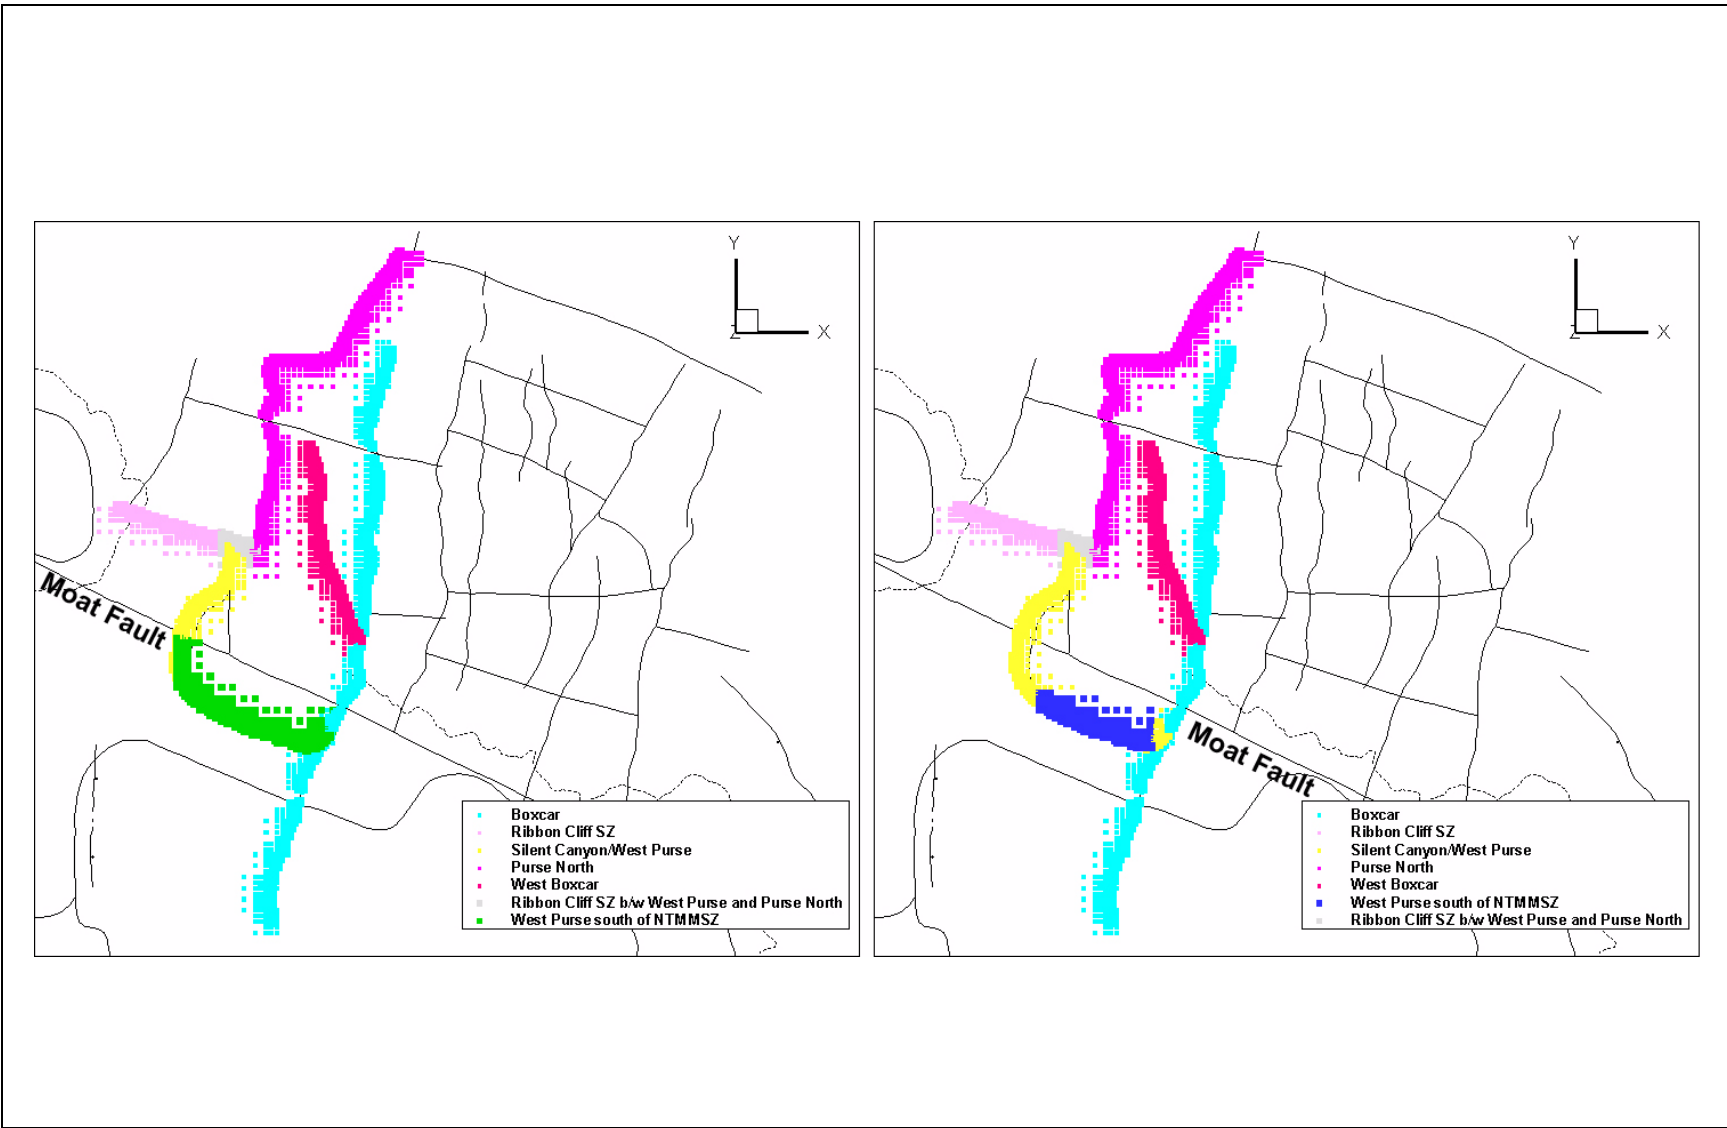 Y
Z X
Moat Fault
Boxcar
Ribbon Cliff SZ
Silent Canyon/West Purse
Purse North
West Boxcar
Ribbon Cliff SZ b/w West Purse and Purse North
West Purse south of NTMMSZ
Y
Z X
Moat Fault
Boxcar
Ribbon Cliff SZ
Silent Canyon/West Purse
Purse North
West Boxcar
West Purse south of NTMMSZ
Ribbon Cliff SZ b/w West Purse and Purse North